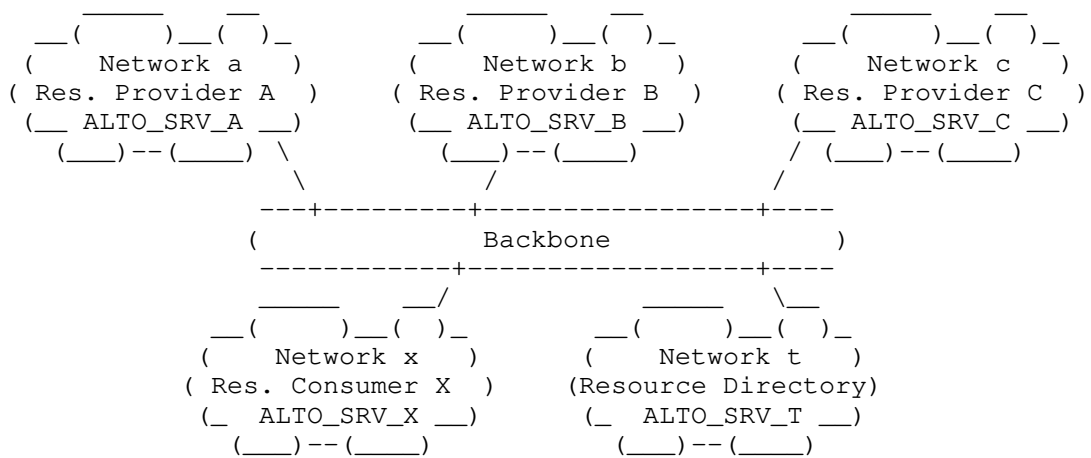 Network a Network b Network c
Res. Provider A Res. Provider B Res. Provider C
ALTO_SRV_A ALTO_SRV_B ALTO_SRV_C
Backbone
Network x Network t
Res. Consumer X (Resource Directory)
ALTO_SRV_X ALTO_SRV_T